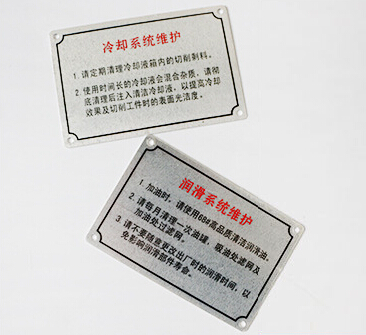 冷却系统维护
1. 请定期清理冷却液箱内的切削剩料。
2. 使用时间长的冷却液会混合杂质，请彻
底清理后注入清洁冷却液，以提高冷却
效果及切削工件时的表面光洁度。
润滑系统维护
1. 加油时，请使用68#高品质清洁润滑油。
2. 请每月清理一次油罐，吸油处滤网及
加油处过滤网。
3. 请不要随意更改出厂时的润滑时间，以
免影响润滑部件寿命。